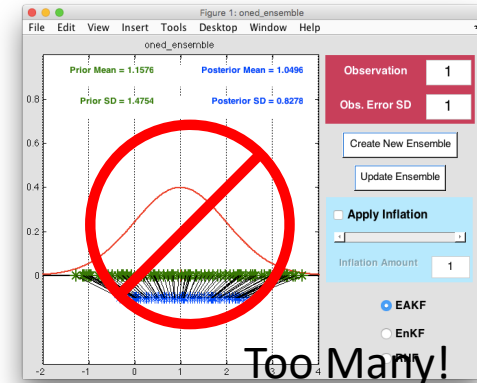 Figure 1: oned_ensemble
File Edit View Insert Tools Desktop Window Help
oned_ensemble
Prior Mean = 1.1576 Posterior Mean = 1.0496
Prior SD = 1.4754 Posterior SD = 0.8278
0.8
0.6
0.4
0.2
0
-2 -1 0 1 2 3 4
Observation 1
Obs. Error SD 1
Create New Ensemble
Update Ensemble
Apply Inflation
Inflation Amount 1
EAKF
EnKF
RHF
Too Many!